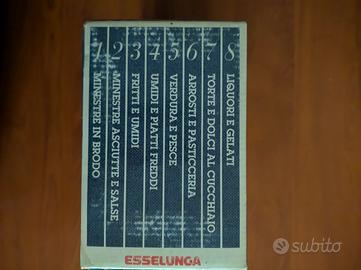 1 MINESTRE IN BRODO
2 MINESTRE ASCIUTTE E SALSE
3 FRITTI E UMIDI
4 UMIDI E PIATTI FREDDI
5 VERDURA E PESCE
6 ARROSTI E PASTICCERIA
7 TORTE E DOLCI AL CUCCHIAIO
8 LIQUORI E GELATI
ESSELUNGA
subito